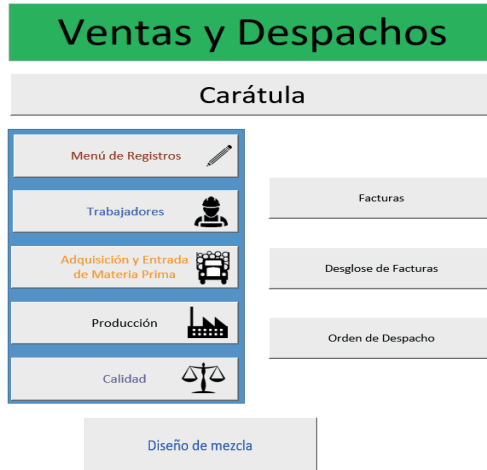 Ventas y Despachos
Carátula
Menú de Registros
Trabajadores
Adquisición y Entrada
de Materia Prima
Producción
Calidad
Facturas
Desglose de Facturas
Orden de Despacho
Diseño de mezcla